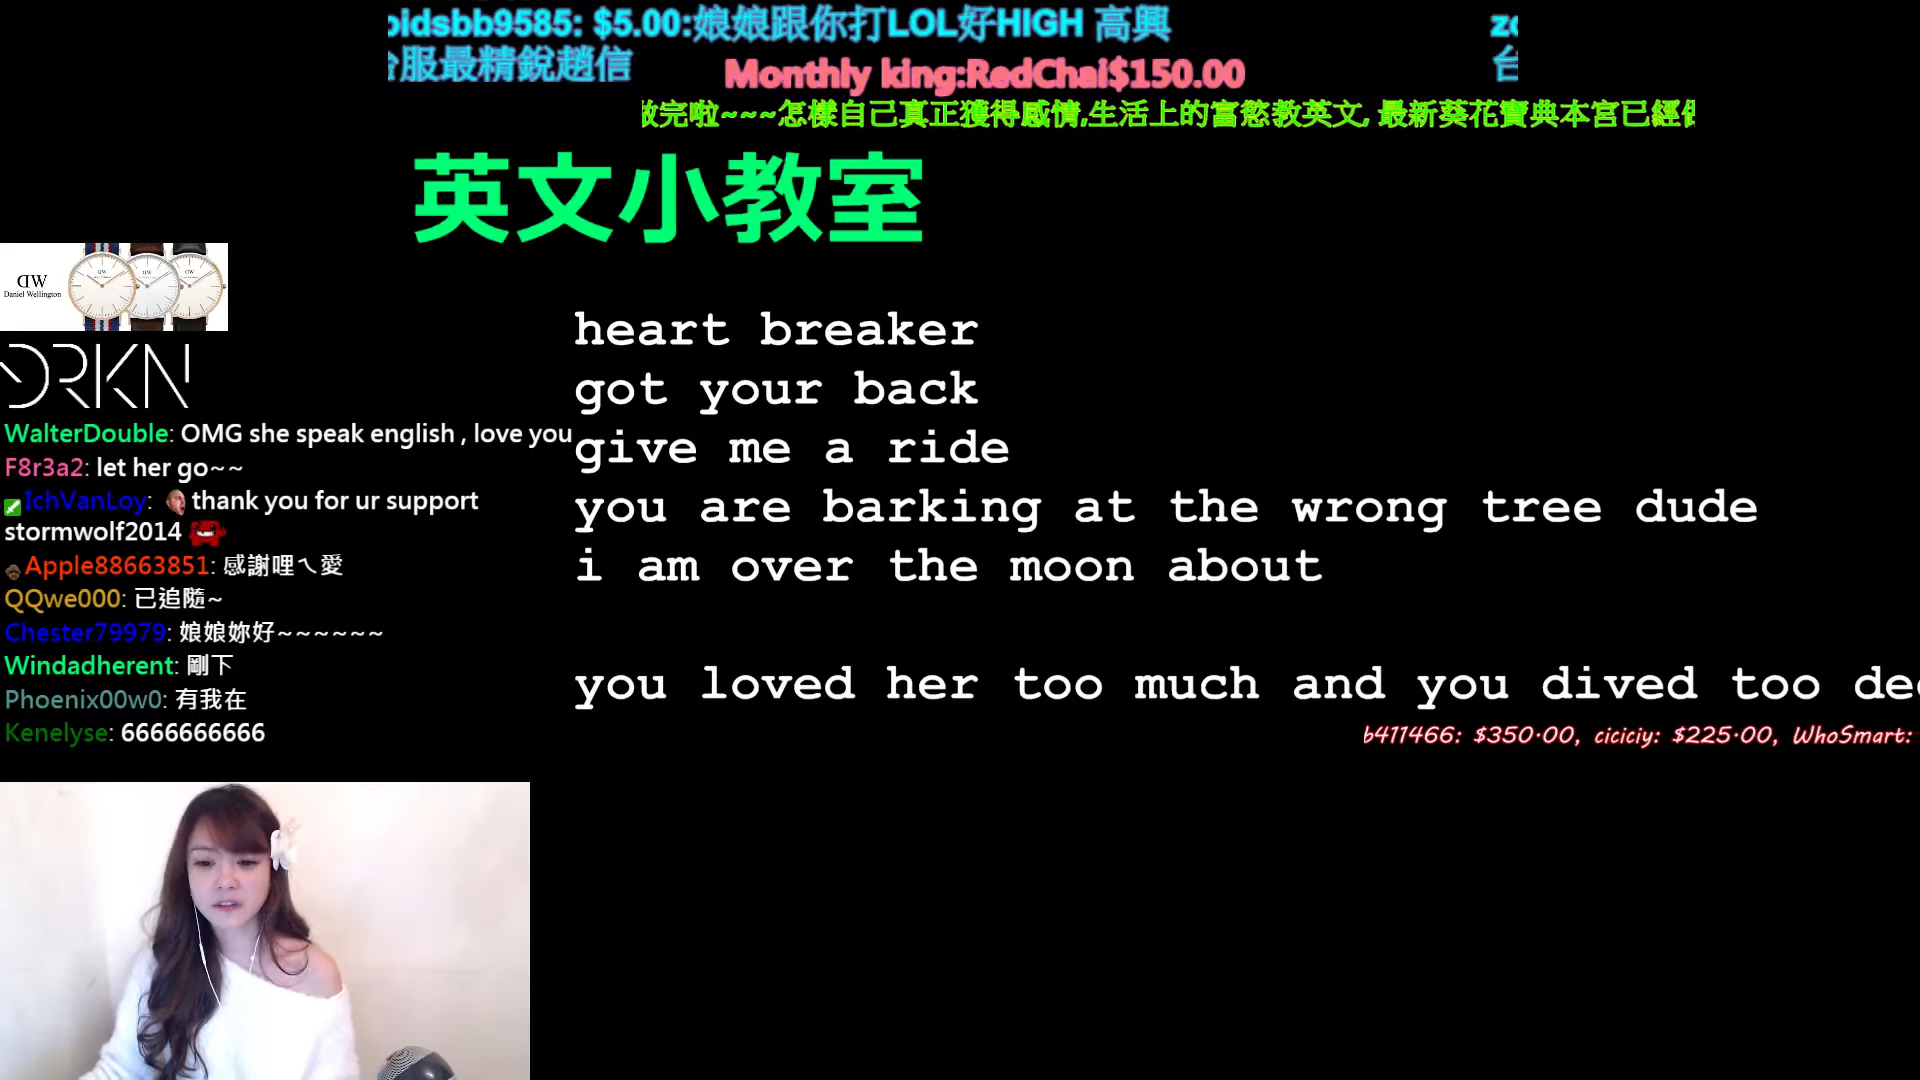 oidsbb9585: $5.00:娘娘跟你打LOL好HIGH 高興
服最精銳趙信
台
Monthly king:RedChai$150.00
完啦~~~怎樣自己真正獲得感情,生活上的富慾教英文, 最新葵花寶典本宮已經
英文小教室
DW
Daniel Wellington
DRKN
heart breaker
got your back
give me a ride
you are barking at the wrong tree dude
i am over the moon about
you loved her too much and you dived too dee
WalterDouble: OMG she speak english , love you
F8r3a2: let her go~~
IchVanLoy: thank you for ur support
stormwolf2014
Apple88663851: 感謝哩ㄟ愛
QQwe000: 已追隨~
Chester79979: 娘娘妳好~~~~~~
Windadherent: 剛下
Phoenix00w0: 有我在
Kenelyse: 6666666666
b411466: $350.00, ciciciy: $225.00, WhoSmart: